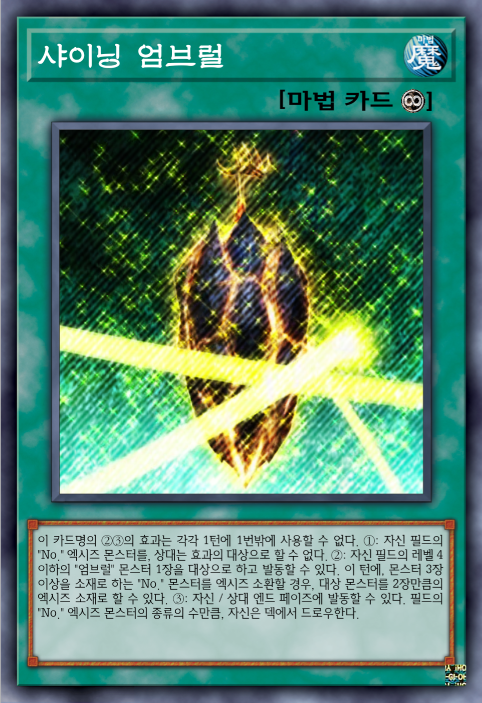 샤이닝 엄브럴
마법
魔
[마법 카드 ]
이 카드명의 ②③의 효과는 각각 1턴에 1번밖에 사용할 수 없다. ①: 자신 필드의
"No." 엑시즈 몬스터를, 상대는 효과의 대상으로 할 수 없다. ②: 자신 필드의 레벨 4
이하의 "엄브럴" 몬스터 1장을 대상으로 하고 발동할 수 있다. 이 턴에, 몬스터 3장
이상을 소재로 하는 "No." 몬스터를 엑시즈 소환할 경우, 대상 몬스터를 2장만큼의
엑시즈 소재로 할 수 있다. ③: 자신 / 상대 엔드 페이즈에 발동할 수 있다. 필드의
"No." 엑시즈 몬스터의 종류의 수만큼, 자신은 덱에서 드로우한다.